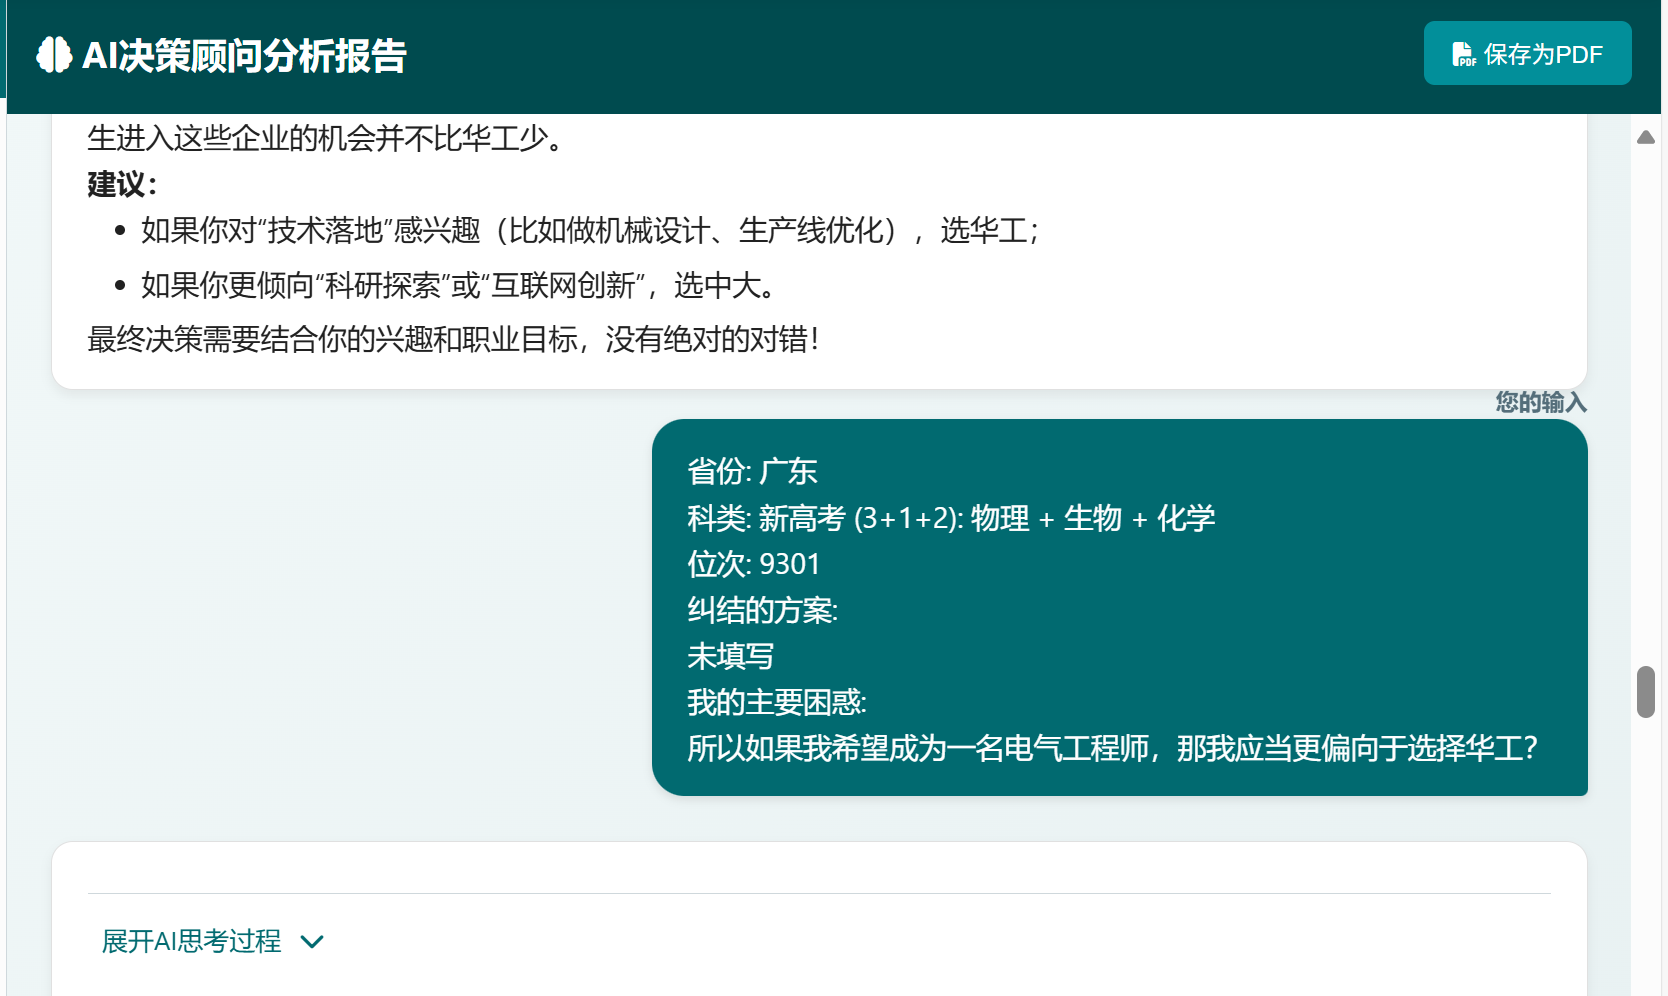 AI决策顾问分析报告
保存为PDF
生进入这些企业的机会并不比华工少。
建议：
• 如果你对“技术落地”感兴趣（比如做机械设计、生产线优化），选华工；
• 如果你更倾向“科研探索”或“互联网创新”，选中大。
最终决策需要结合你的兴趣和职业目标，没有绝对的对错！
您的输入
省份: 广东
科类: 新高考 (3+1+2): 物理 + 生物 + 化学
位次: 9301
纠结的方案:
未填写
我的主要困惑:
所以如果我希望成为一名电气工程师，那我应当更偏向于选择华工？
展开AI思考过程